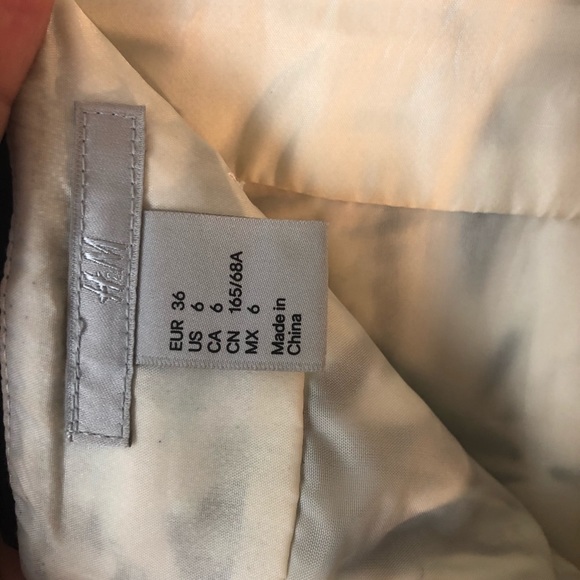 H&M
EUR 36
US 6
CA 6
CN 165/68A
MX 6
Made in
China